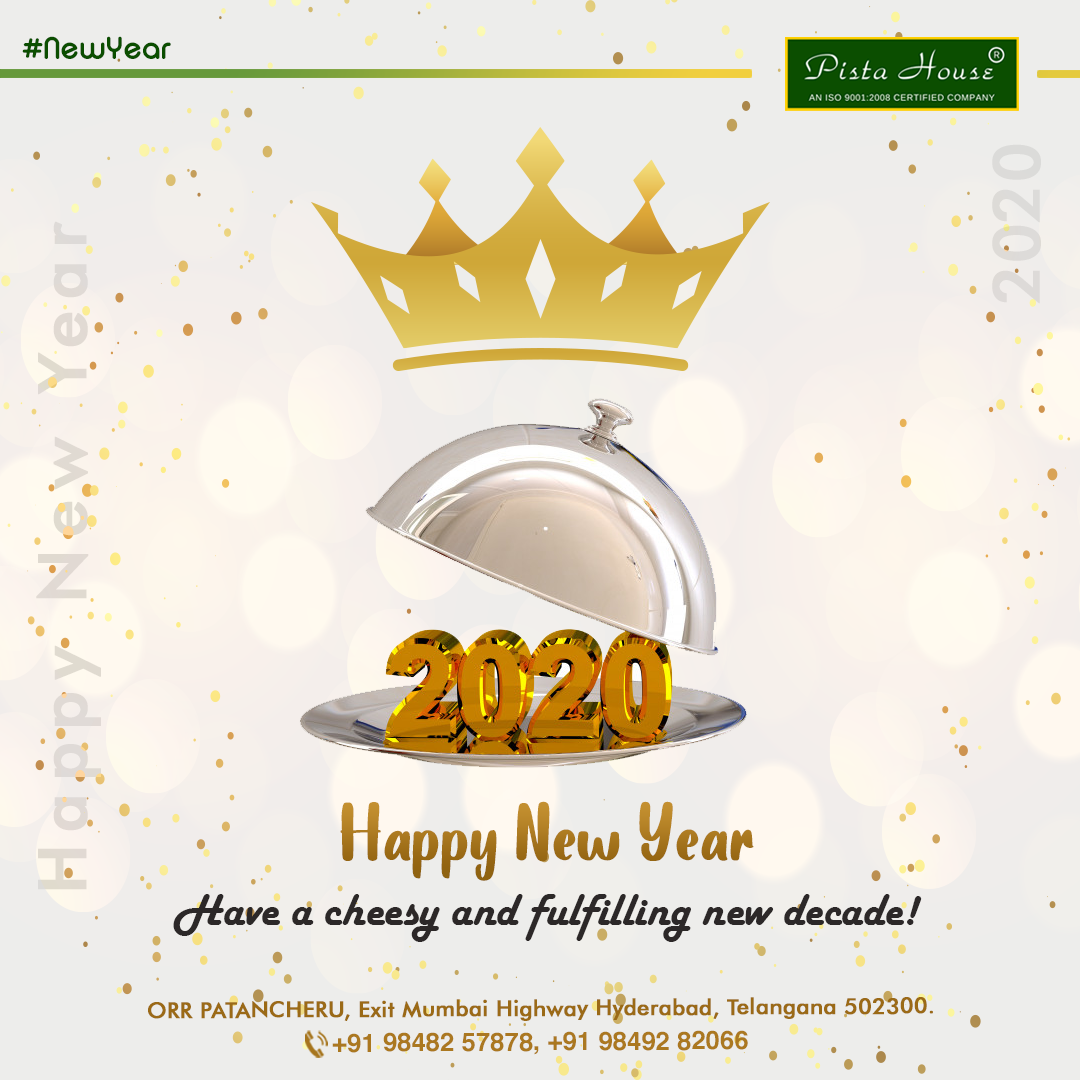 #NewYear
Pista House®
AN ISO 9001:2008 CERTIFIED COMPANY
2020
Happy New Year
2020
Happy New Year
Have a cheesy and fulfilling new decade!
ORR PATANCHERU, Exit Mumbai Highway Hyderabad, Telangana 502300.
+91 98482 57878, +91 98492 82066